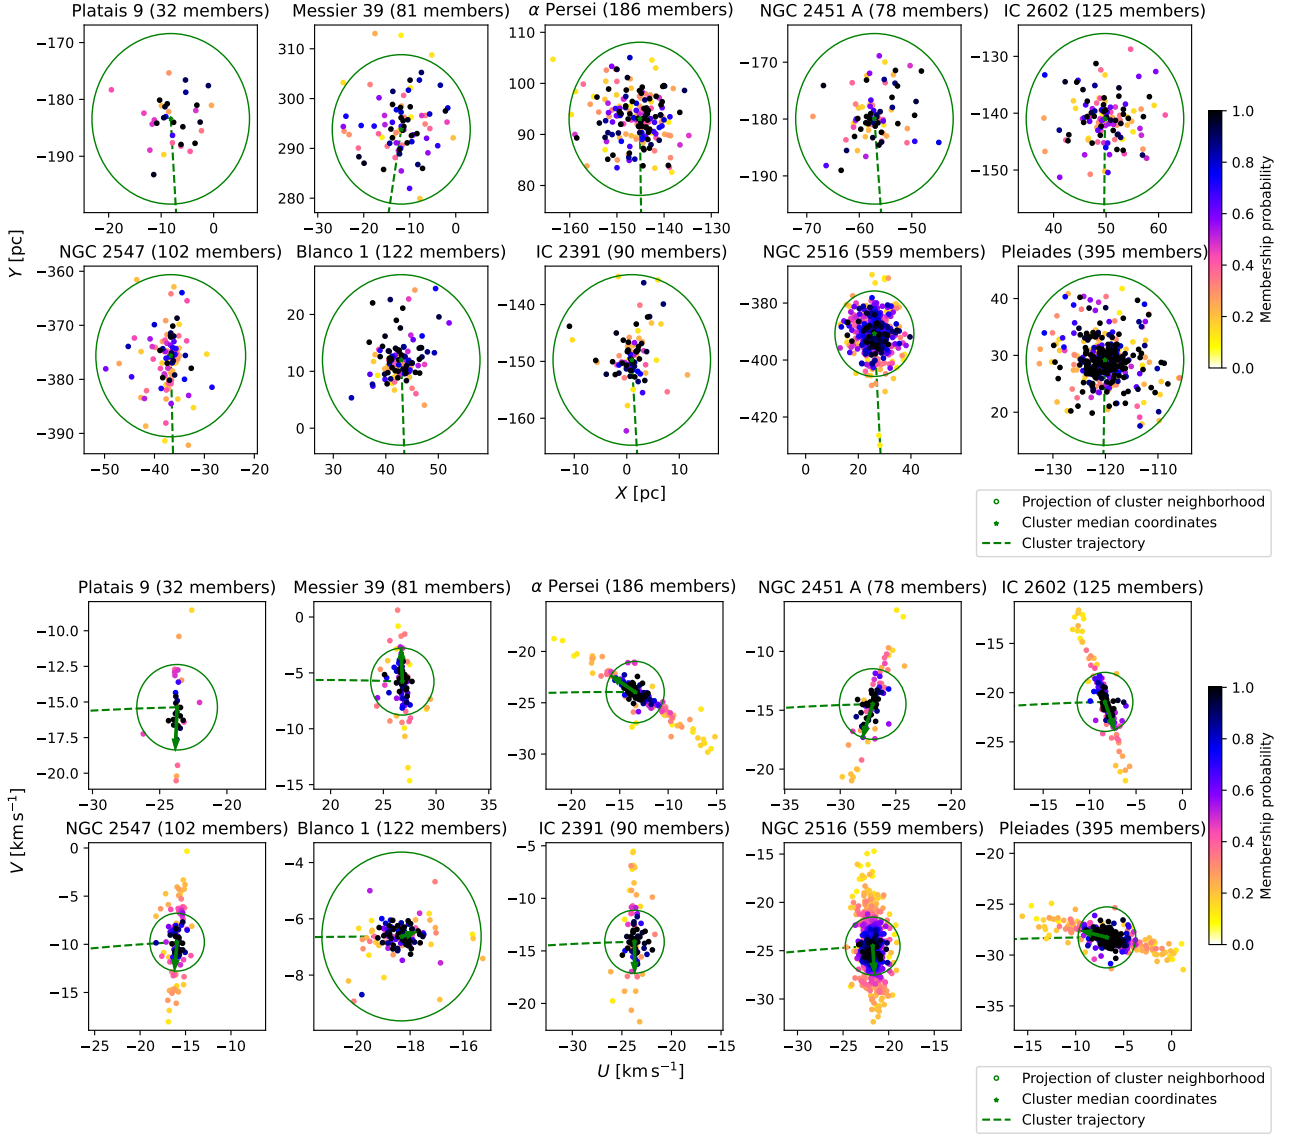 Platais 9 (32 members)
Messier 39 (81 members)
α Persei (186 members)
NGC 2451 A (78 members)
IC 2602 (125 members)
−170
−180
−190
−20 −10 0
310
300
290
280
−30 −20 −10 0
110
100
90
80
−160 −150 −140 −130
−170
−180
−190
−70 −60 −50
−130
−140
−150
40 50 60
NGC 2547 (102 members)
Blanco 1 (122 members)
IC 2391 (90 members)
NGC 2516 (559 members)
Pleiades (395 members)
−360
−370
−380
−390
−50 −40 −30 −20
20
10
0
30 40 50
−140
−150
−160
−10 0 10
−380
−400
−420
0 20 40
40
30
20
−130 −120 −110
Y [pc]
X [pc]
1.0
0.8
0.6
0.4
0.2
0.0
Membership probability
Projection of cluster neighborhood
Cluster median coordinates
Cluster trajectory
Platais 9 (32 members)
Messier 39 (81 members)
α Persei (186 members)
NGC 2451 A (78 members)
IC 2602 (125 members)
−10.0
−12.5
−15.0
−17.5
−20.0
−30 −25 −20
0
−5
−10
−15
20 25 30 35
−20
−25
−30
−20 −15 −10 −5
−10
−15
−20
−35 −30 −25 −20
−15
−20
−25
−15 −10 −5 0
NGC 2547 (102 members)
Blanco 1 (122 members)
IC 2391 (90 members)
NGC 2516 (559 members)
Pleiades (395 members)
0
−5
−10
−15
−25 −20 −15 −10
−4
−6
−8
−20 −18 −16
−5
−10
−15
−20
−30 −25 −20 −15
−15
−20
−25
−30
−30 −25 −20 −15
−20
−25
−30
−35
−15 −10 −5 0
V [km s⁻¹]
U [km s⁻¹]
1.0
0.8
0.6
0.4
0.2
0.0
Membership probability
Projection of cluster neighborhood
Cluster median coordinates
Cluster trajectory